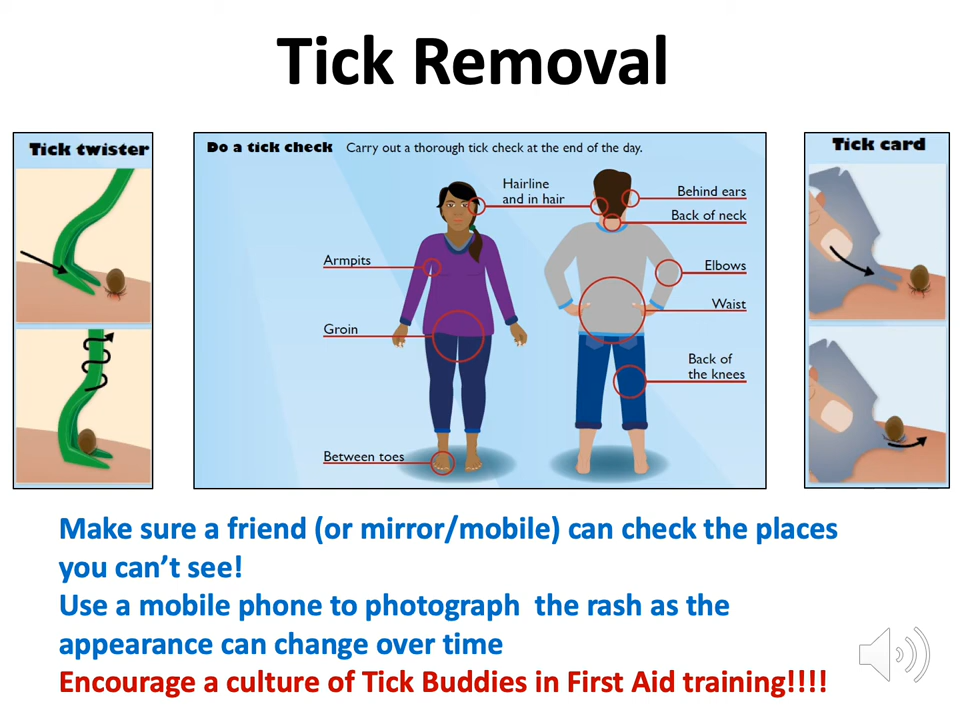 Tick Removal
Tick twister
Do a tick check Carry out a thorough tick check at the end of the day.
Hairline
and in hair
Armpits
Groin
Between toes
Behind ears
Back of neck
Elbows
Waist
Back of
the knees
Tick card
Make sure a friend (or mirror/mobile) can check the places
you can't see!
Use a mobile phone to photograph the rash as the
appearance can change over time
Encourage a culture of Tick Buddies in First Aid training!!!!